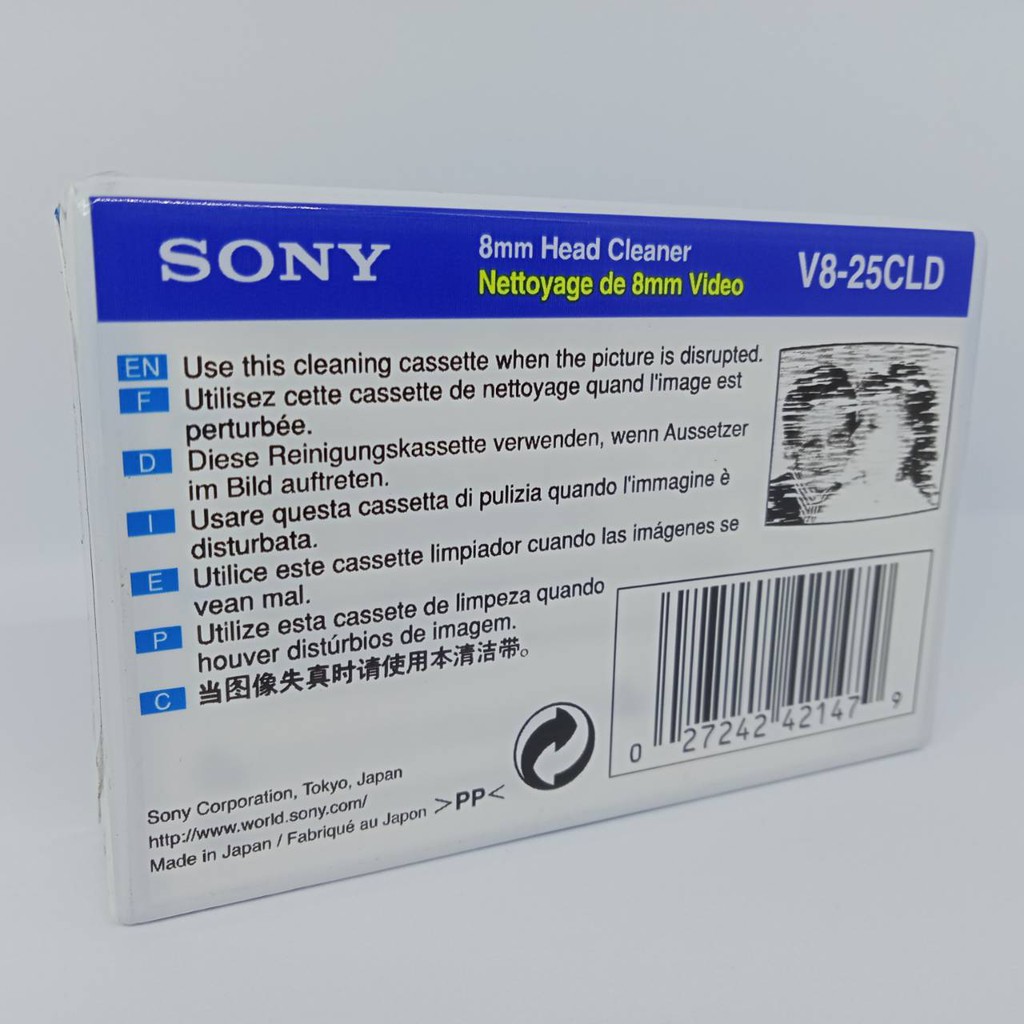 SONY
8mm Head Cleaner
Nettoyage de 8mm Video
V8-25CLD
EN Use this cleaning cassette when the picture is disrupted.
F Utilisez cette cassette de nettoyage quand l'image est
perturbée.
D Diese Reinigungskassette verwenden, wenn Aussetzer
im Bild auftreten.
I Usare questa cassetta di pulizia quando l'immagine è
disturbata.
E Utilice este cassette limpiador cuando las imágenes se
vean mal.
P Utilize esta cassete de limpeza quando
houver distúrbios de imagem.
C 当图像失真时请使用本清洁带。
0 27242 42147 9
Sony Corporation, Tokyo, Japan
http://www.world.sony.com/
Made in Japan / Fabriqué au Japon >PP<